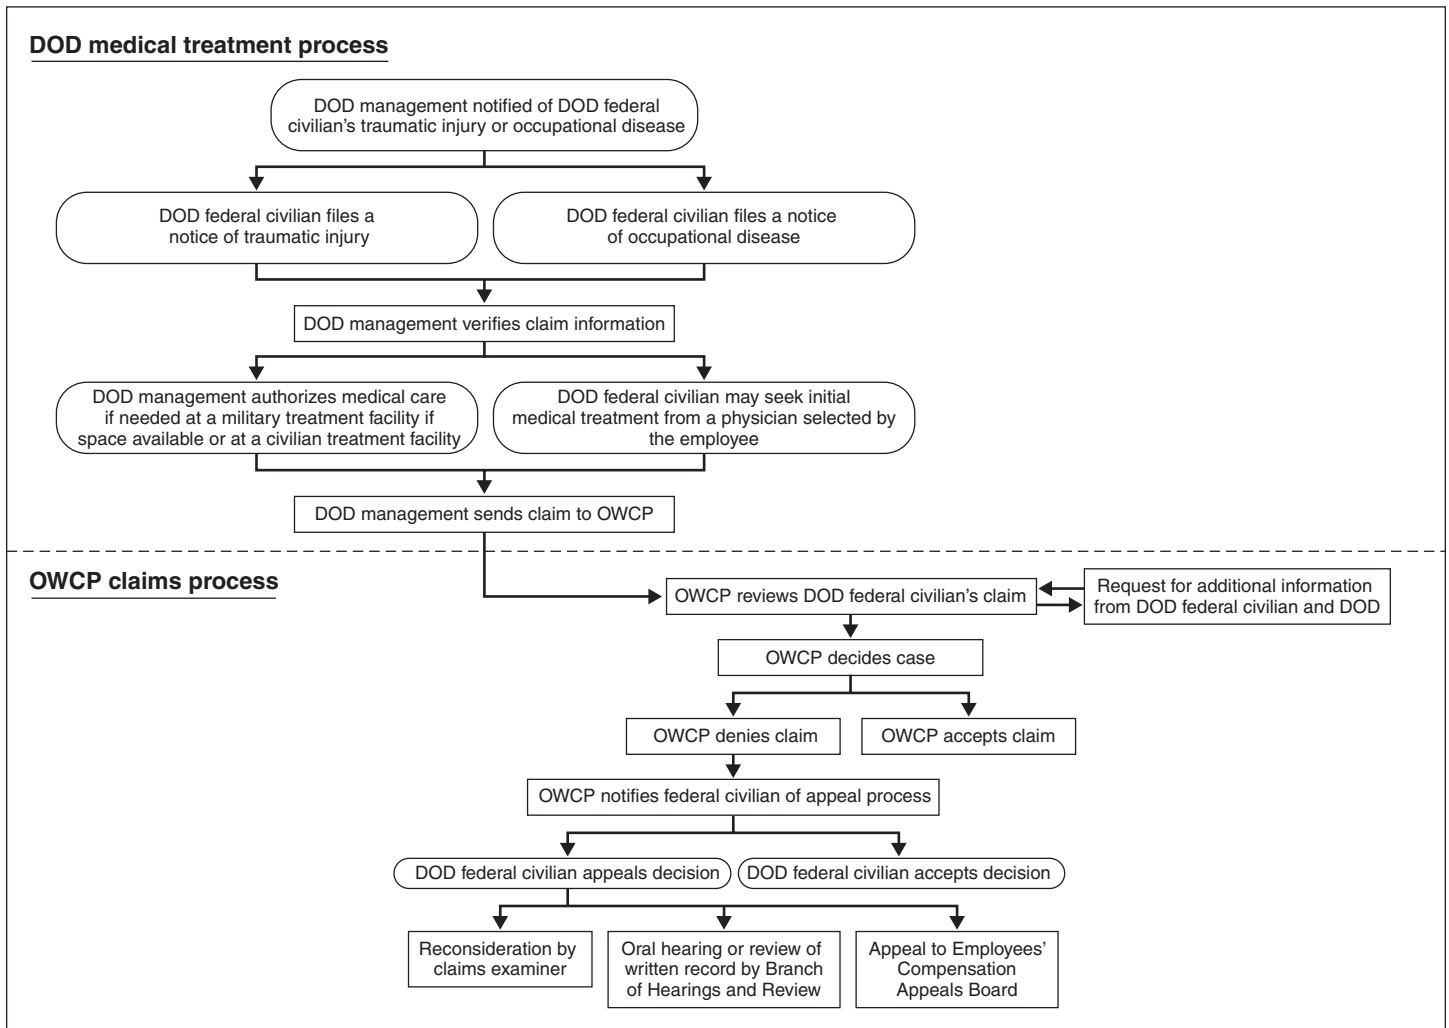 DOD medical treatment process
DOD management notified of DOD federal
civilian's traumatic injury or occupational disease
DOD federal civilian files a
notice of traumatic injury
DOD federal civilian files a notice
of occupational disease
DOD management verifies claim information
DOD management authorizes medical care
if needed at a military treatment facility if
space available or at a civilian treatment facility
DOD federal civilian may seek initial
medical treatment from a physician selected by
the employee
DOD management sends claim to OWCP
OWCP claims process
OWCP reviews DOD federal civilian's claim
Request for additional information
from DOD federal civilian and DOD
OWCP decides case
OWCP denies claim
OWCP accepts claim
OWCP notifies federal civilian of appeal process
DOD federal civilian appeals decision
DOD federal civilian accepts decision
Reconsideration by
claims examiner
Oral hearing or review of
written record by Branch
of Hearings and Review
Appeal to Employees'
Compensation
Appeals Board